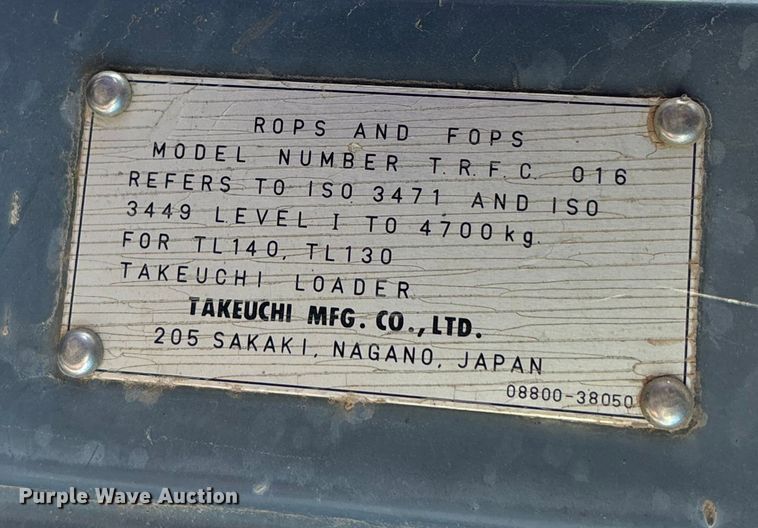 ROPS AND FOPS
MODEL NUMBER T.R.F.C. 016
REFERS TO ISO 3471 AND ISO
3449 LEVEL I TO 4700kg.
FOR TL140, TL130
TAKEUCHI LOADER
TAKEUCHI MFG. CO., LTD.
205 SAKAKI, NAGANO, JAPAN
08800-38050
Purple Wave Auction